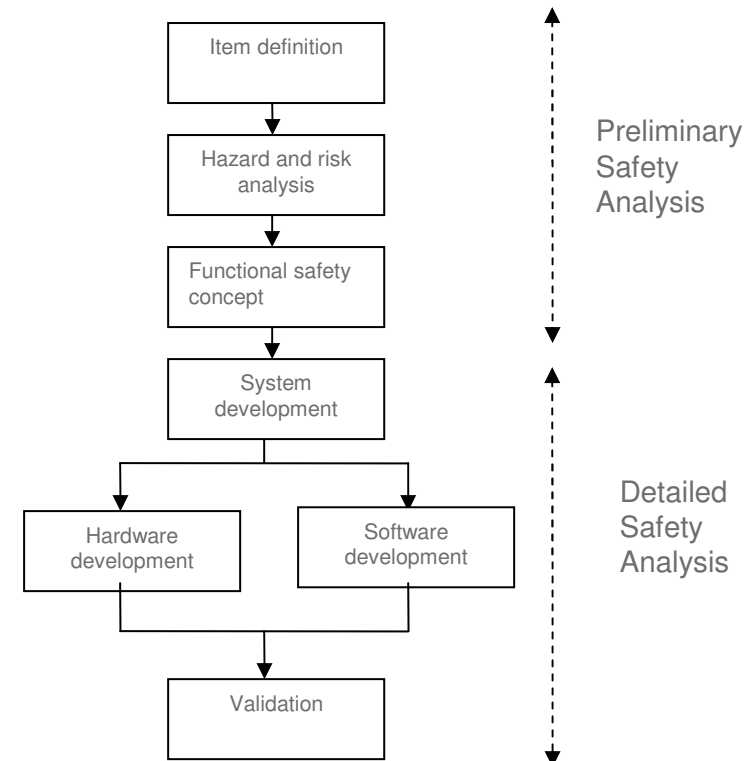 Item definition
Hazard and risk
analysis
Functional safety
concept
System
development
Hardware
development
Software
development
Validation
Preliminary
Safety
Analysis
Detailed
Safety
Analysis